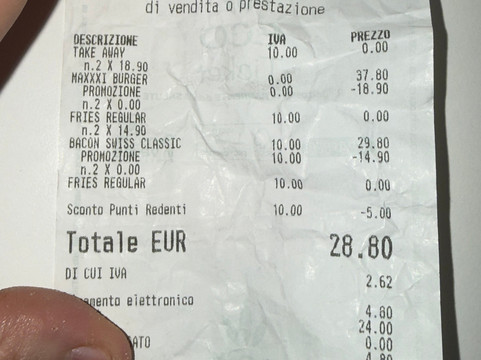 di vendita o prestazione
DESCRIZIONE IVA PREZZO
TAKE AWAY 10.00 0.00
n.2 X 18.90
MAXXXI BURGER 0.00 37.80
PROMOZIONE 0.00 -18.90
n.2 X 0.00
FRIES REGULAR 10.00 0.00
n.2 X 14.90
BACON SWISS CLASSIC 10.00 29.80
PROMOZIONE 10.00 -14.90
n.2 X 0.00
FRIES REGULAR 10.00 0.00
Sconto Punti Redenti 10.00 -5.00
Totale EUR 28.80
DI CUI IVA 2.62
elettronico 4.80
24.00
0.00
4.80